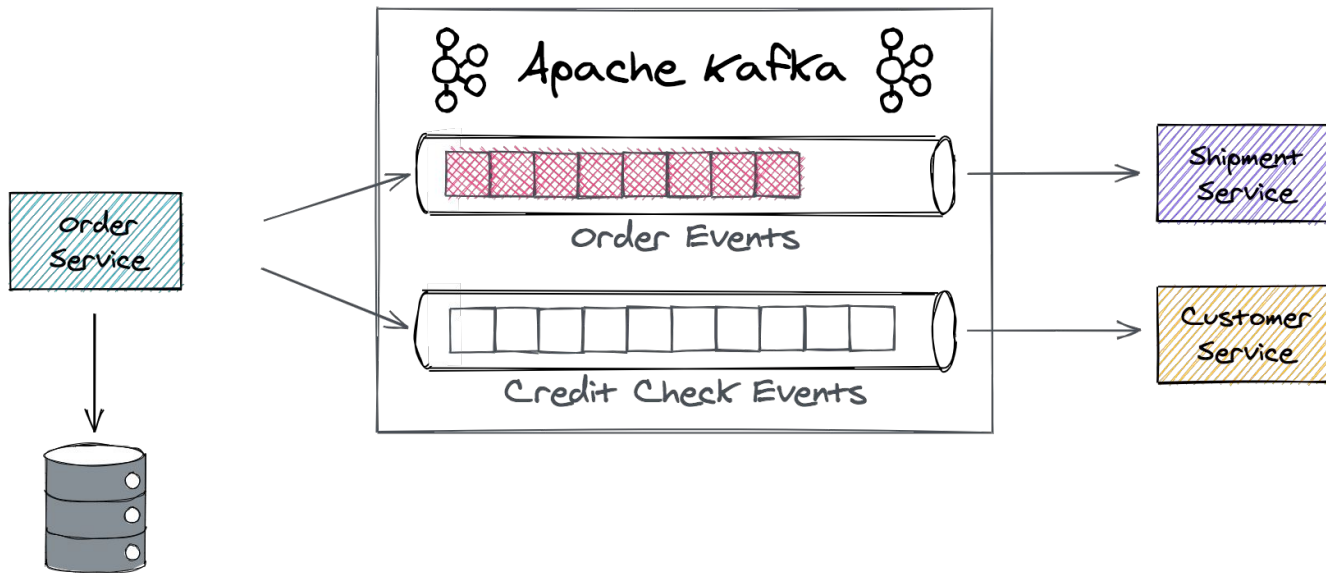 Apache Kafka
Order
Service
Order Events
Credit Check Events
Shipment
Service
Customer
Service